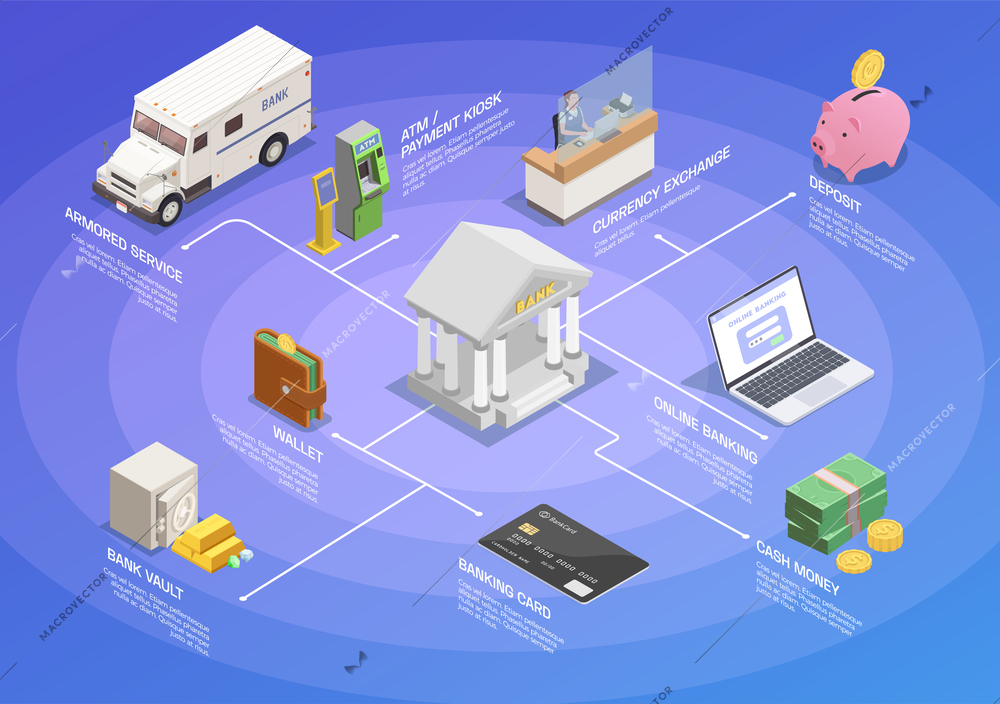 MACROVECTOR
BANK
ARMORED SERVICE
Cras vel lorem. Etiam pellentesque
aliquet tellus. Phasellus pharetra
nulla ac diam. Quisque semper
justo at risus.
ATM
ATM /
PAYMENT KIOSK
Cras vel lorem. Etiam pellentesque
aliquet tellus. Phasellus pharetra
nulla ac diam. Quisque semper justo
at risus.
CURRENCY EXCHANGE
Cras vel lorem. Etiam pellentesque
aliquet tellus.
DEPOSIT
Cras vel lorem. Etiam pellentesque
aliquet tellus. Phasellus pharetra
nulla ac diam. Quisque semper
justo at risus.
BANK
MACROVECTOR
WALLET
Cras vel lorem. Etiam pellentesque
aliquet tellus. Phasellus pharetra
nulla ac diam. Quisque semper
justo at risus.
ONLINE BANKING
ONLINE BANKING
Cras vel lorem. Etiam pellentesque
aliquet tellus. Phasellus pharetra
nulla ac diam. Quisque semper
justo at risus.
MACROVECTOR
BANK VAULT
Cras vel lorem. Etiam pellentesque
aliquet tellus. Phasellus pharetra
nulla ac diam. Quisque semper
justo at risus.
MACROVECTOR
BankCard
0000 0000 0000 0000
0000
00/00
CARDHOLDER NAME
BANKING CARD
Cras vel lorem. Etiam pellentesque
aliquet tellus. Phasellus pharetra
nulla ac diam. Quisque semper
justo at risus.
CASH MONEY
Cras vel lorem. Etiam pellentesque
aliquet tellus. Phasellus pharetra
nulla ac diam. Quisque semper
justo at risus.